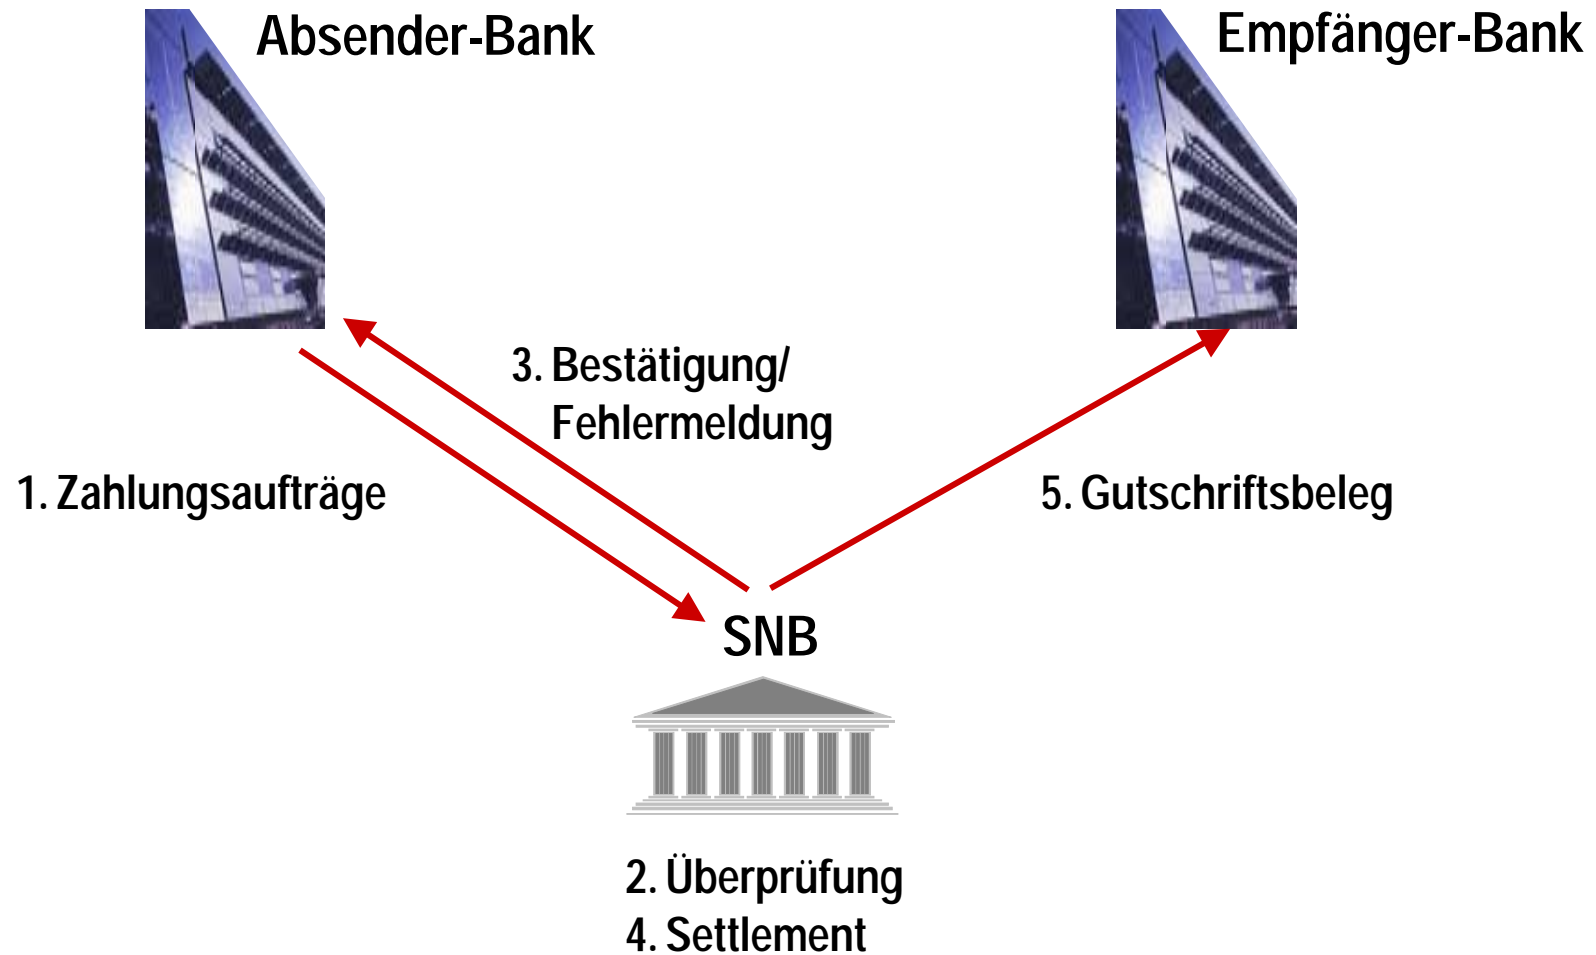 Absender-Bank
Empfänger-Bank
3. Bestätigung/
Fehlermeldung
1. Zahlungsaufträge
5. Gutschriftsbeleg
SNB
2. Überprüfung
4. Settlement